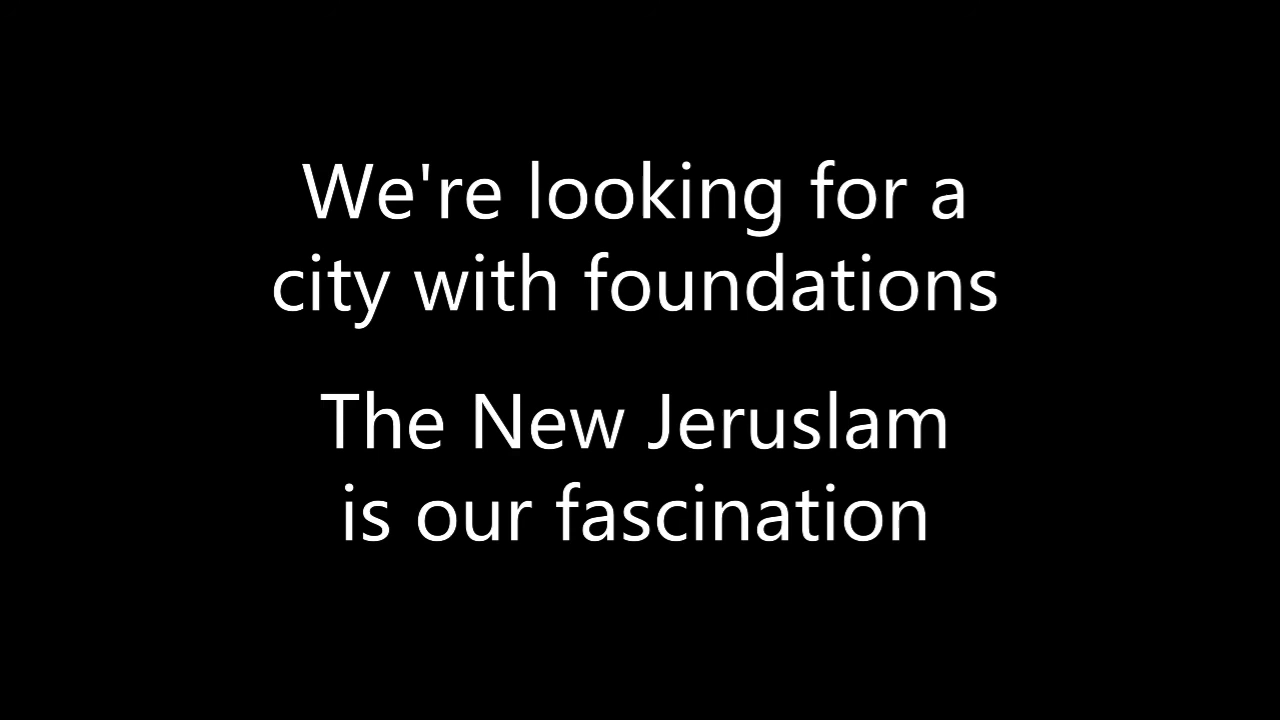 We're looking for a
city with foundations
The New Jeruslam
is our fascination